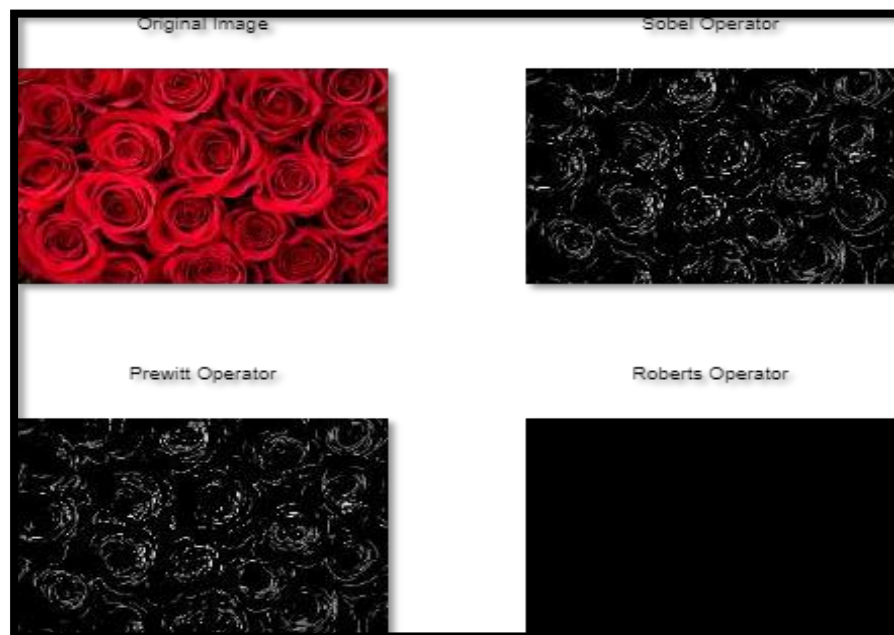 Original Image
Sobel Operator
Prewitt Operator
Roberts Operator